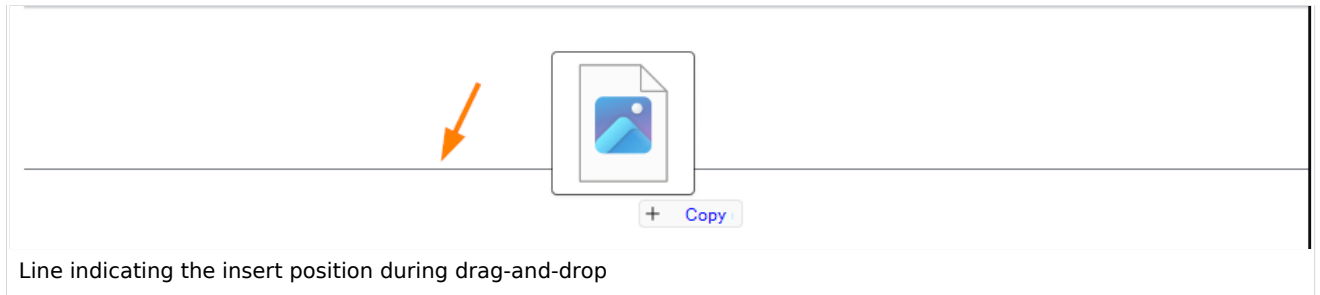 + Copy
Line indicating the insert position during drag-and-drop